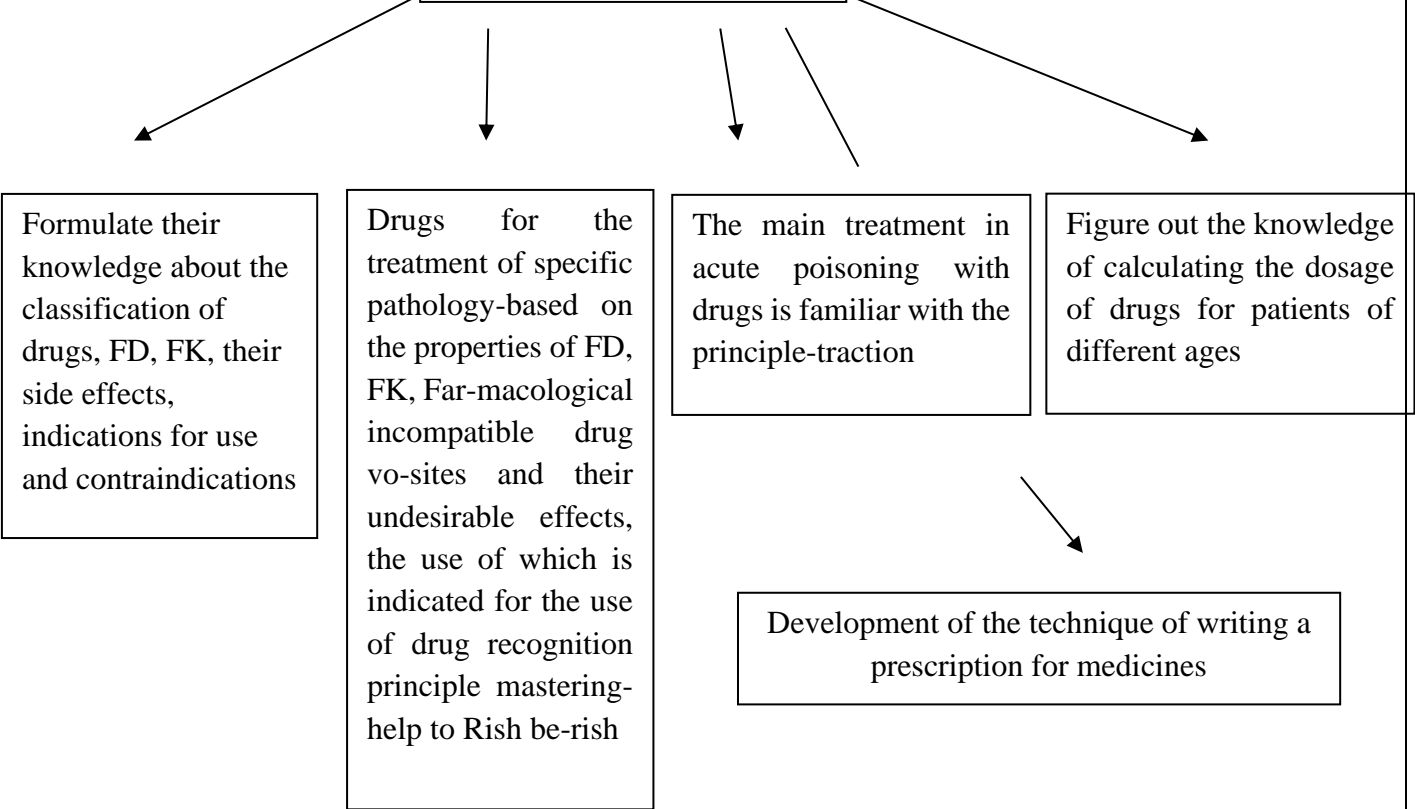 Formulate their
knowledge about the
classification of
drugs, FD, FK, their
side effects,
indications for use
and contraindications
Drugs for the
treatment of specific
pathology-based on
the properties of FD,
FK, Far-macological
incompatible drug
vo-sites and their
undesirable effects,
the use of which is
indicated for the use
of drug recognition
principle mastering-
help to Rish be-rish
The main treatment in
acute poisoning with
drugs is familiar with the
principle-traction
Figure out the knowledge
of calculating the dosage
of drugs for patients of
different ages
Development of the technique of writing a
prescription for medicines